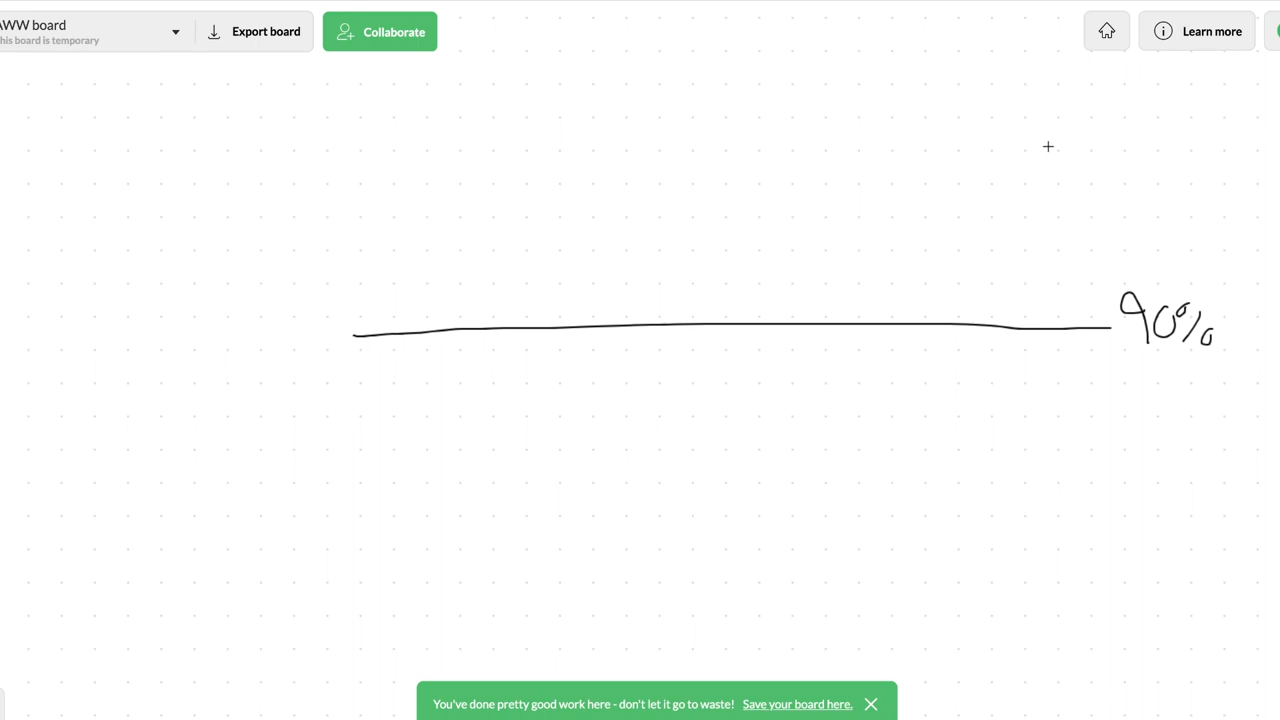 AWW board
his board is temporary
Export board
Collaborate
Learn more
90%
You've done pretty good work here - don't let it go to waste! Save your board here.